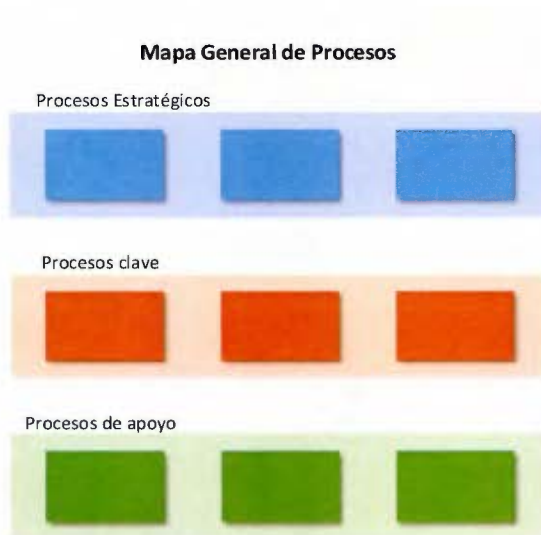 Mapa General de Procesos
Procesos Estratégicos
Procesos clave
Procesos de apoyo